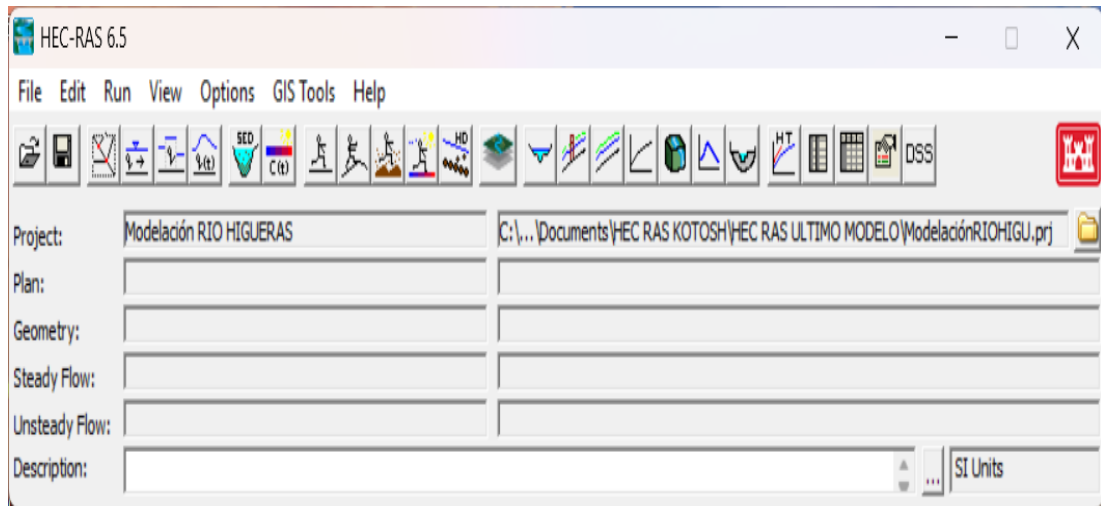 HEC-RAS 6.5
File Edit Run View Options GIS Tools Help
SED C(t) HD HT DSS
Project: Modelación RIO HIGUERAS C:\...\Documents\HEC RAS KOTOSH\HEC RAS ULTIMO MODELO\ModelaciónRIOHIGU.prj
Plan:
Geometry:
Steady Flow:
Unsteady Flow:
Description: ... SI Units